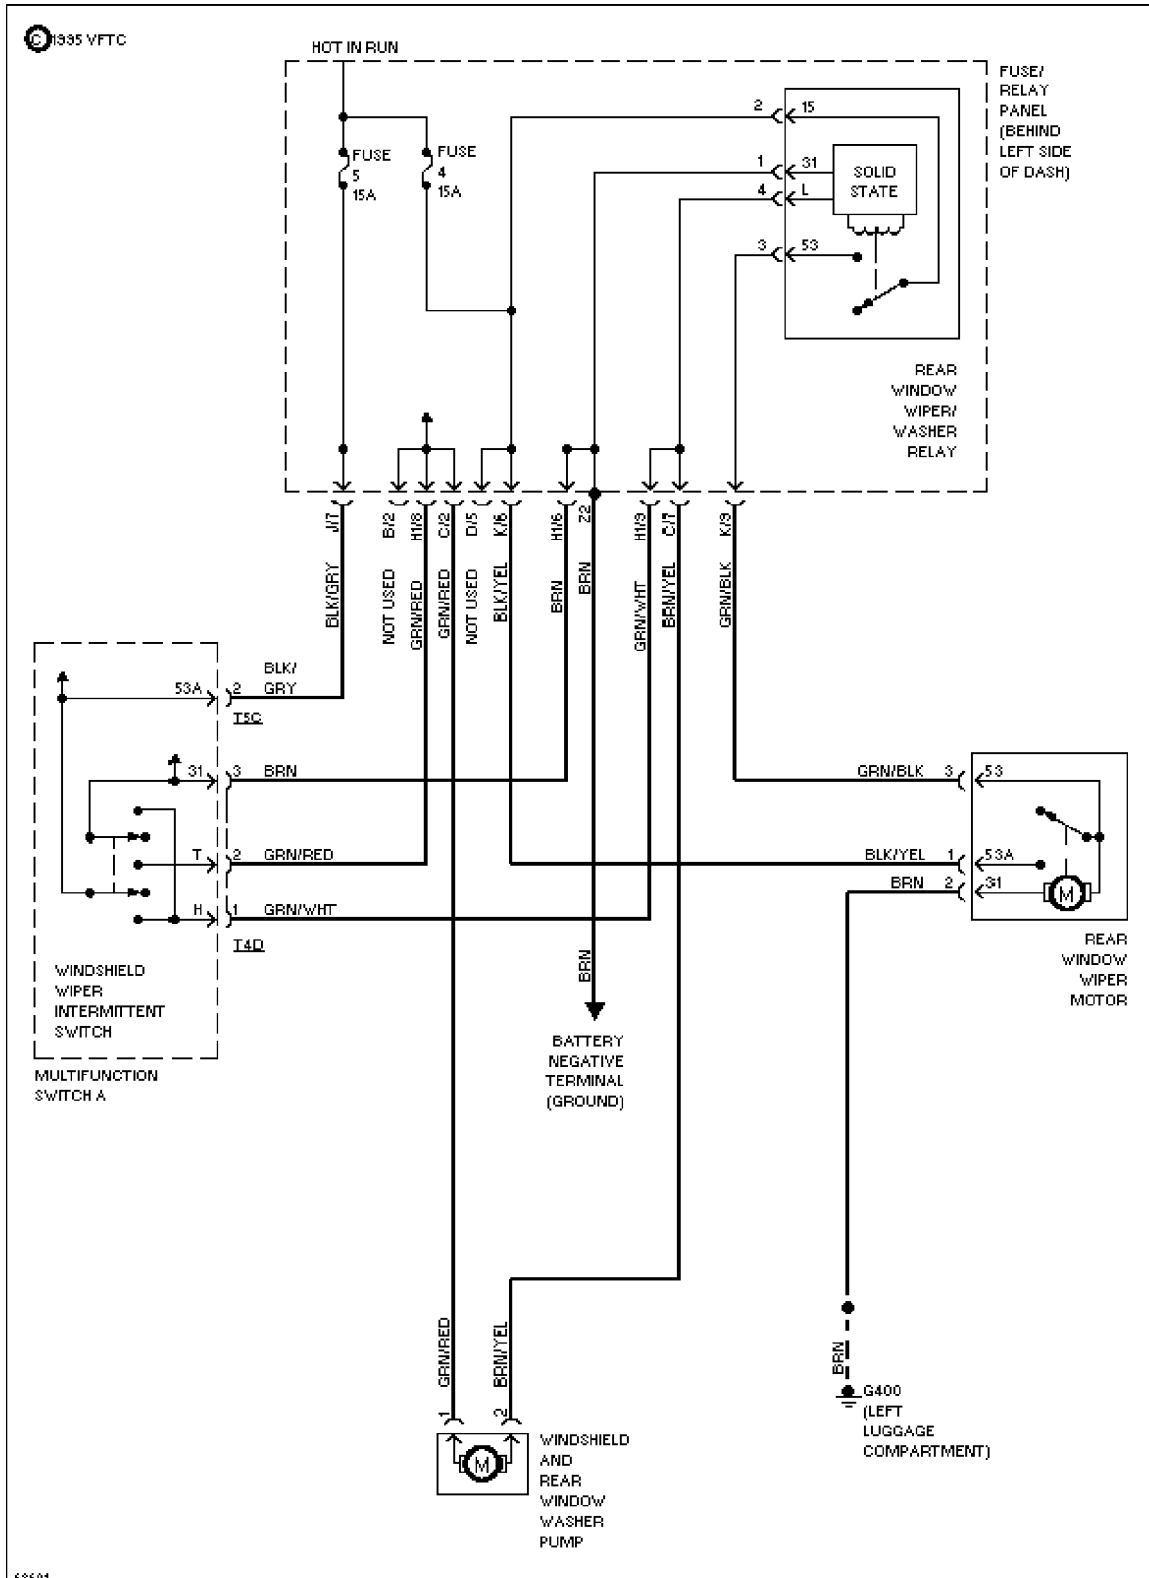 © 1995 VFTC
HOT IN RUN
FUSE/
RELAY
PANEL
(BEHIND
LEFT SIDE
OF DASH)
2
15
FUSE
5
15A
FUSE
4
15A
1
31
4
L
SOLID
STATE
3
53
REAR
WINDOW
WIPER/
WASHER
RELAY
J/7
B/2
H1/8
C/2
D/5
K/6
H1/6
Z2
H1/9
C/7
K/9
BLK/GRY
NOT USED
GRN/RED
GRN/RED
NOT USED
BLK/YEL
BRN
BRN
GRN/WHT
BRN/YEL
GRN/BLK
BLK/
GRY
53A
2
T5C
31
3
BRN
T
2
GRN/RED
H
1
GRN/WHT
T4D
WINDSHIELD
WIPER
INTERMITTENT
SWITCH
MULTIFUNCTION
SWITCH A
GRN/BLK
3
53
BLK/YEL
1
53A
BRN
2
31
M
REAR
WINDOW
WIPER
MOTOR
BRN
BATTERY
NEGATIVE
TERMINAL
(GROUND)
GRN/RED
BRN/YEL
1
2
M
WINDSHIELD
AND
REAR
WINDOW
WASHER
PUMP
BRN
G400
(LEFT
LUGGAGE
COMPARTMENT)